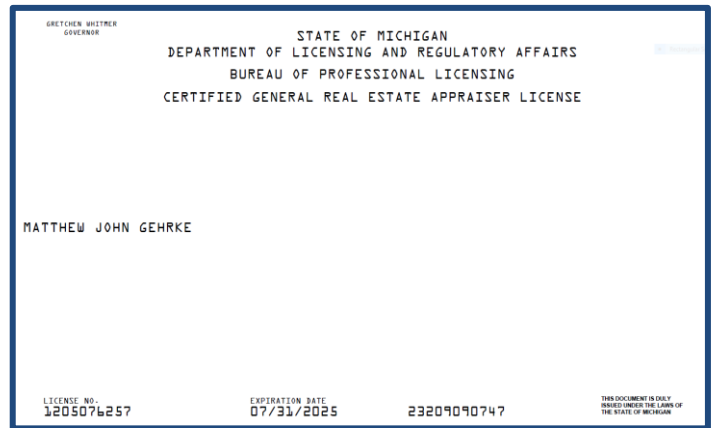 GRETCHEN WHITMER
GOVERNOR
STATE OF MICHIGAN
DEPARTMENT OF LICENSING AND REGULATORY AFFAIRS
BUREAU OF PROFESSIONAL LICENSING
CERTIFIED GENERAL REAL ESTATE APPRAISER LICENSE
MATTHEW JOHN GEHRKE
LICENSE NO.
1205076257
EXPIRATION DATE
07/31/2025
23209090747
THIS DOCUMENT IS DULY
ISSUED UNDER THE LAWS OF
THE STATE OF MICHIGAN